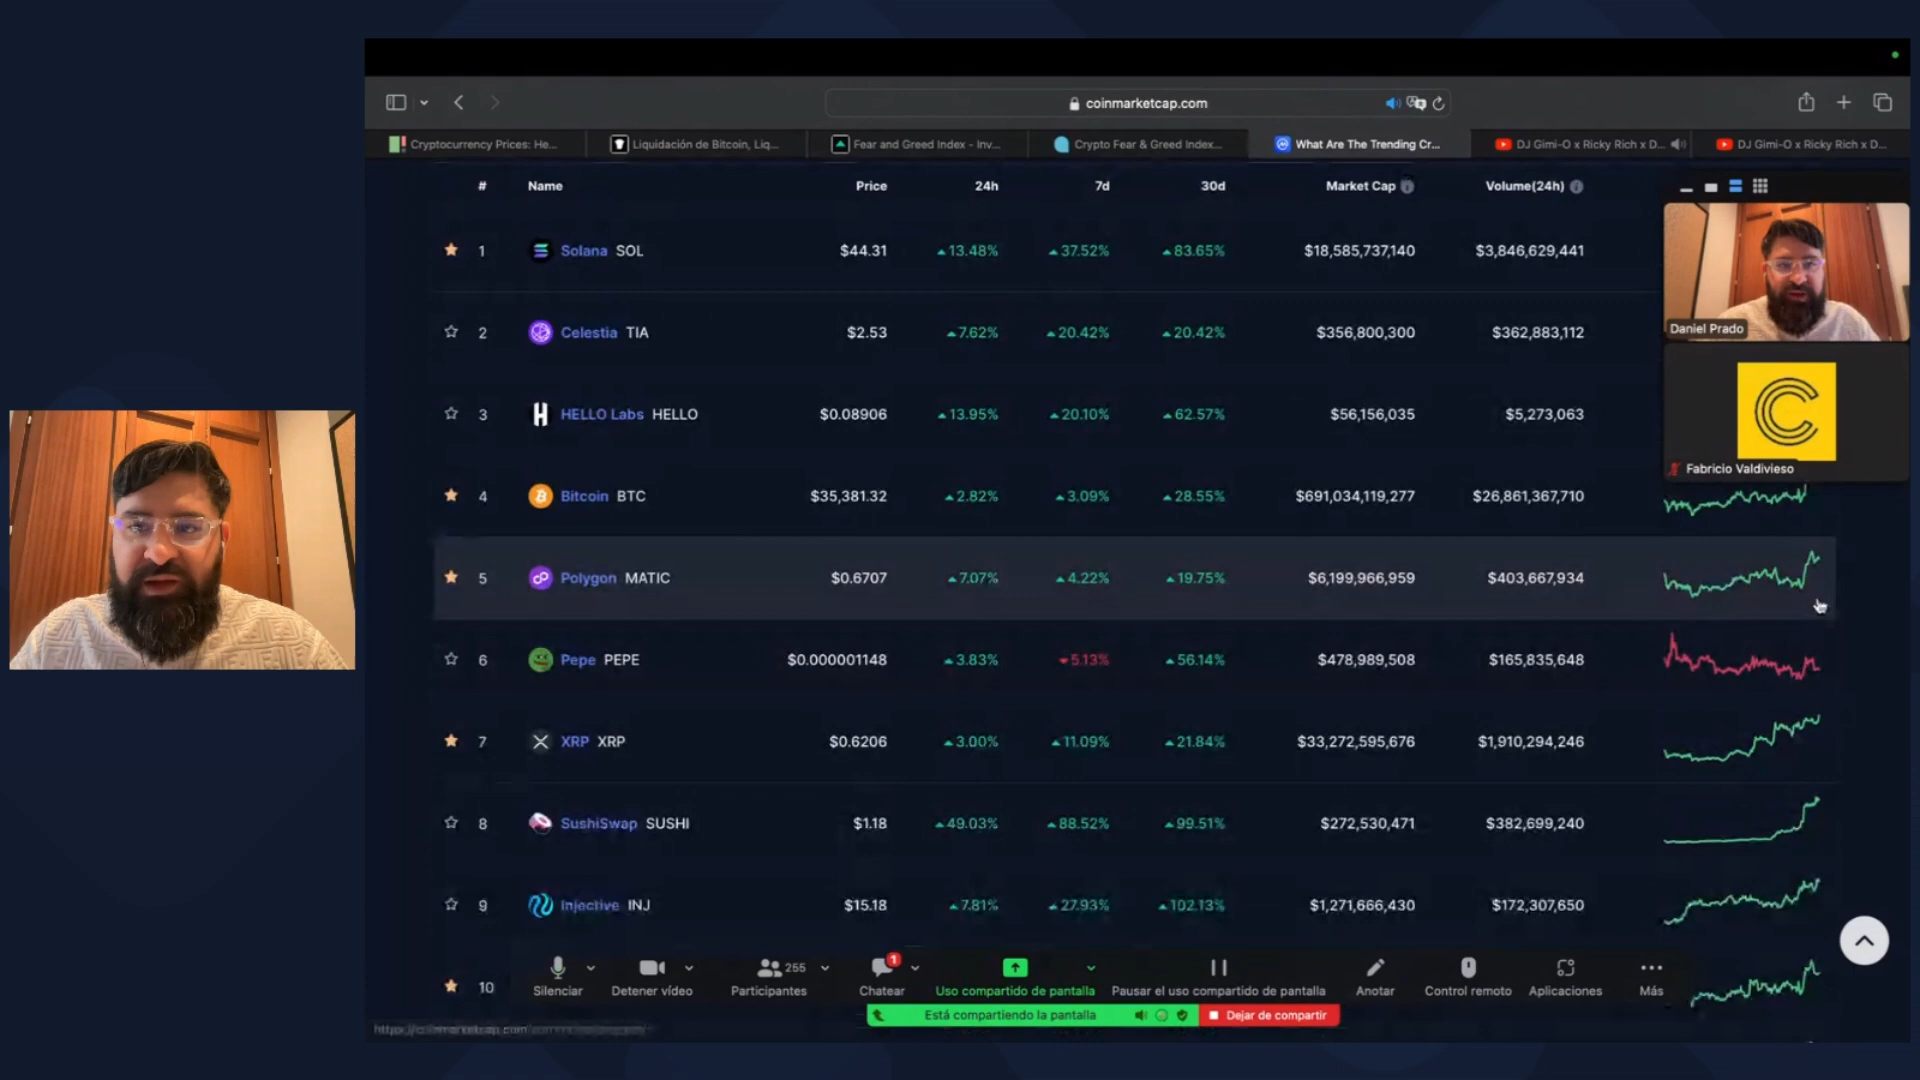 coinmarketcap.com
Cryptocurrency Prices: He...
Liquidación de Bitcoin, Liq...
Fear and Greed Index - Inv...
Crypto Fear & Greed Index...
What Are The Trending Cr...
DJ Gimi-O x Ricky Rich x D...
DJ Gimi-O x Ricky Rich x D...
# Name Price 24h 7d 30d Market Cap Volume(24h)
1 Solana SOL $44.31 13.48% 37.52% 83.65% $18,585,737,140 $3,846,629,441
2 Celestia TIA $2.53 7.62% 20.42% 20.42% $356,800,300 $362,883,112
3 HELLO Labs HELLO $0.08906 13.95% 20.10% 62.57% $56,156,035 $5,273,063
4 Bitcoin BTC $35,381.32 2.82% 3.09% 28.55% $691,034,119,277 $26,861,367,710
5 Polygon MATIC $0.6707 7.07% 4.22% 19.75% $6,199,966,959 $403,667,934
6 Pepe PEPE $0.000001148 3.83% 5.13% 56.14% $478,989,508 $165,835,648
7 XRP XRP $0.6206 3.00% 11.09% 21.84% $33,272,595,676 $1,910,294,246
8 SushiSwap SUSHI $1.18 49.03% 88.52% 99.51% $272,530,471 $382,699,240
9 Injective INJ $15.18 7.81% 27.93% 102.13% $1,271,666,430 $172,307,650
10
Daniel Prado
Fabricio Valdivieso
255
1
Silenciar
Detener vídeo
Participantes
Chatear
Uso compartido de pantalla
Pausar el uso compartido de pantalla
Anotar
Control remoto
Aplicaciones
Más
Está compartiendo la pantalla
Dejar de compartir